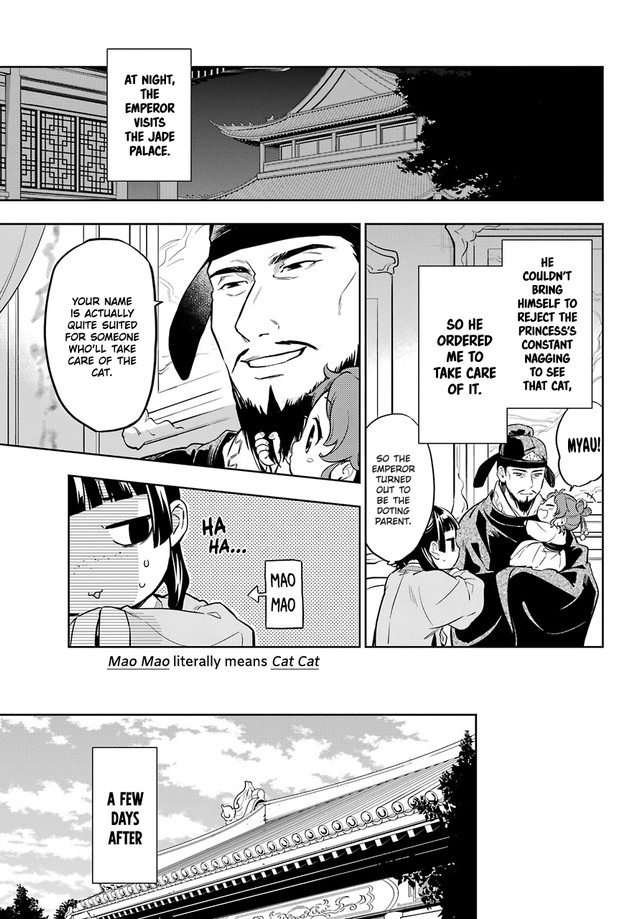 AT NIGHT,
THE
EMPEROR
VISITS
THE JADE
PALACE.
HE
COULDN'T
BRING
HIMSELF TO
REJECT THE
PRINCESS'S
CONSTANT
NAGGING
TO SEE
THAT CAT,
SO HE
ORDERED
ME TO
TAKE CARE
OF IT.
MYAU!
SO THE
EMPEROR
TURNED
OUT TO
BE THE
DOTING
PARENT.
YOUR NAME
IS ACTUALLY
QUITE SUITED
FOR SOMEONE
WHO'LL TAKE
CARE OF THE
CAT.
HA
HA...
MAO
MAO
Mao Mao literally means Cat Cat
A FEW
DAYS
AFTER